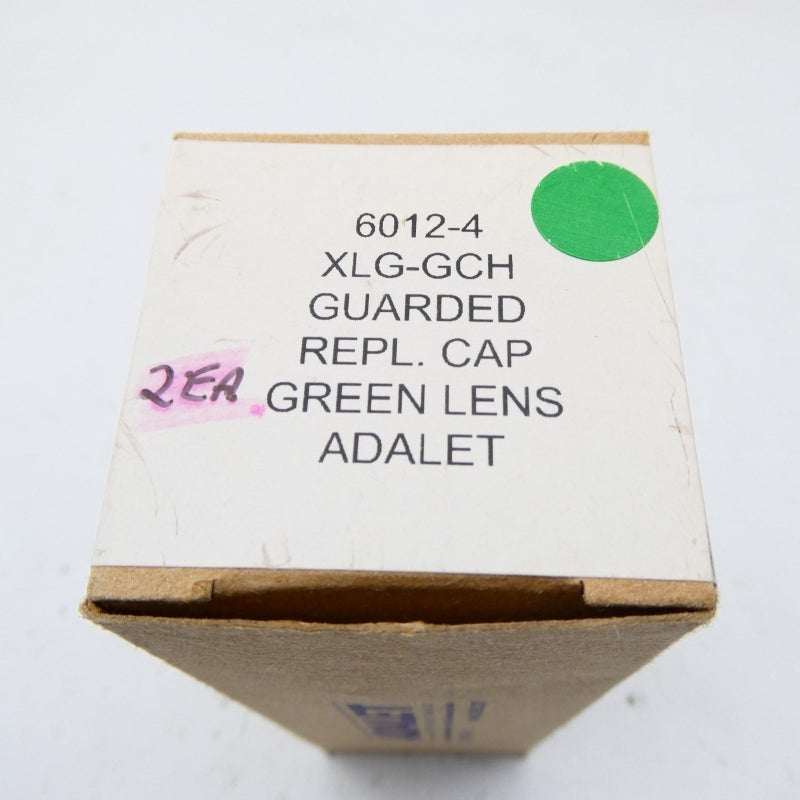 6012-4
XLG-GCH
GUARDED
REPL. CAP
2EA
GREEN LENS
ADALET